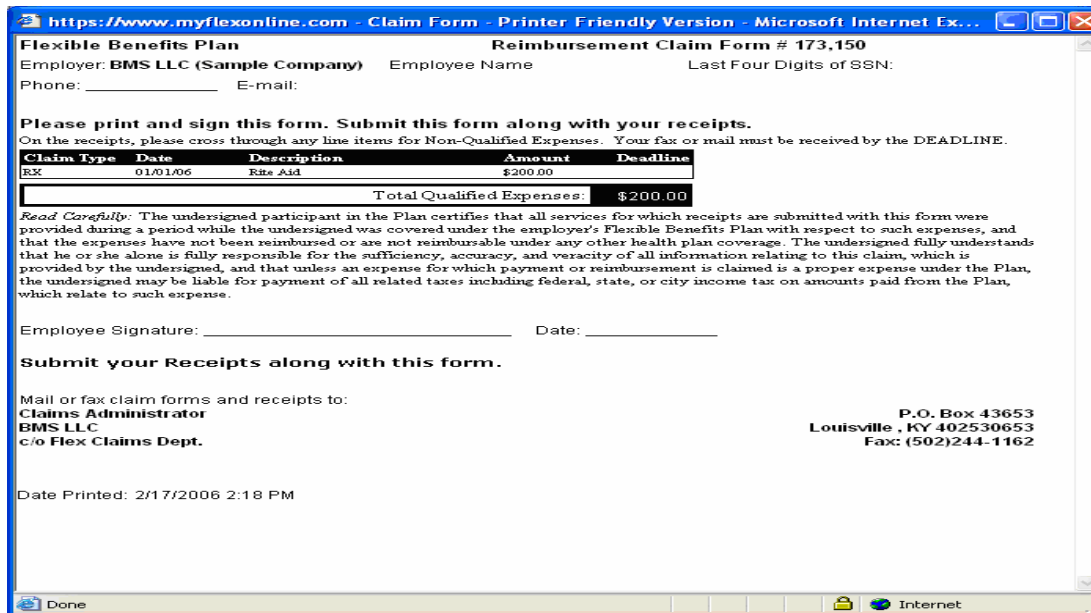 https://www.myflexonline.com - Claim Form - Printer Friendly Version - Microsoft Internet Ex...
Flexible Benefits Plan Reimbursement Claim Form # 173,150
Employer: BMS LLC (Sample Company) Employee Name Last Four Digits of SSN:
Phone: ______________ E-mail:
Please print and sign this form. Submit this form along with your receipts.
On the receipts, please cross through any line items for Non-Qualified Expenses. Your fax or mail must be received by the DEADLINE.
Claim Type Date Description Amount Deadline
RX 01/01/06 Rite Aid $200.00
Total Qualified Expenses: $200.00
Read Carefully: The undersigned participant in the Plan certifies that all services for which receipts are submitted with this form were
provided during a period while the undersigned was covered under the employer's Flexible Benefits Plan with respect to such expenses, and
that the expenses have not been reimbursed or are not reimbursable under any other health plan coverage. The undersigned fully understands
that he or she alone is fully responsible for the sufficiency, accuracy, and veracity of all information relating to this claim, which is
provided by the undersigned, and that unless an expense for which payment or reimbursement is claimed is a proper expense under the Plan,
the undersigned may be liable for payment of all related taxes including federal, state, or city income tax on amounts paid from the Plan,
which relate to such expense.
Employee Signature: _________________________________ Date: ______________
Submit your Receipts along with this form.
Mail or fax claim forms and receipts to:
Claims Administrator P.O. Box 43653
BMS LLC Louisville , KY 402530653
c/o Flex Claims Dept. Fax: (502)244-1162
Date Printed: 2/17/2006 2:18 PM
Done Internet